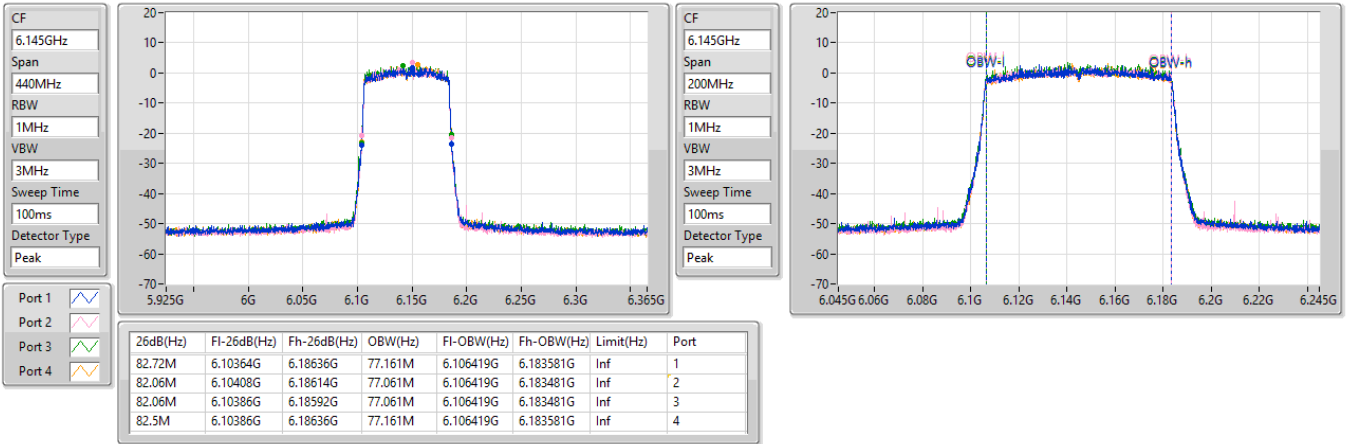 CF
6.145GHz
Span
440MHz
RBW
1MHz
VBW
3MHz
Sweep Time
100ms
Detector Type
Peak
20-
10-
0-
-10-
-20-
-30-
-40-
-50-
-60-
-70-
5.925G 6G 6.05G 6.1G 6.15G 6.2G 6.25G 6.3G 6.365G
CF
6.145GHz
Span
200MHz
RBW
1MHz
VBW
3MHz
Sweep Time
100ms
Detector Type
Peak
20-
10-
0-
-10-
-20-
-30-
-40-
-50-
-60-
-70-
OBW-l OBW-h
6.045G 6.06G 6.08G 6.1G 6.12G 6.14G 6.16G 6.18G 6.2G 6.22G 6.245G
Port 1
Port 2
Port 3
Port 4
26dB(Hz) Fl-26dB(Hz) Fh-26dB(Hz) OBW(Hz) Fl-OBW(Hz) Fh-OBW(Hz) Limit(Hz) Port
82.72M 6.10364G 6.18636G 77.161M 6.106419G 6.183581G Inf 1
82.06M 6.10408G 6.18614G 77.061M 6.106419G 6.183481G Inf 2
82.06M 6.10386G 6.18592G 77.061M 6.106419G 6.183481G Inf 3
82.5M 6.10386G 6.18636G 77.161M 6.106419G 6.183581G Inf 4